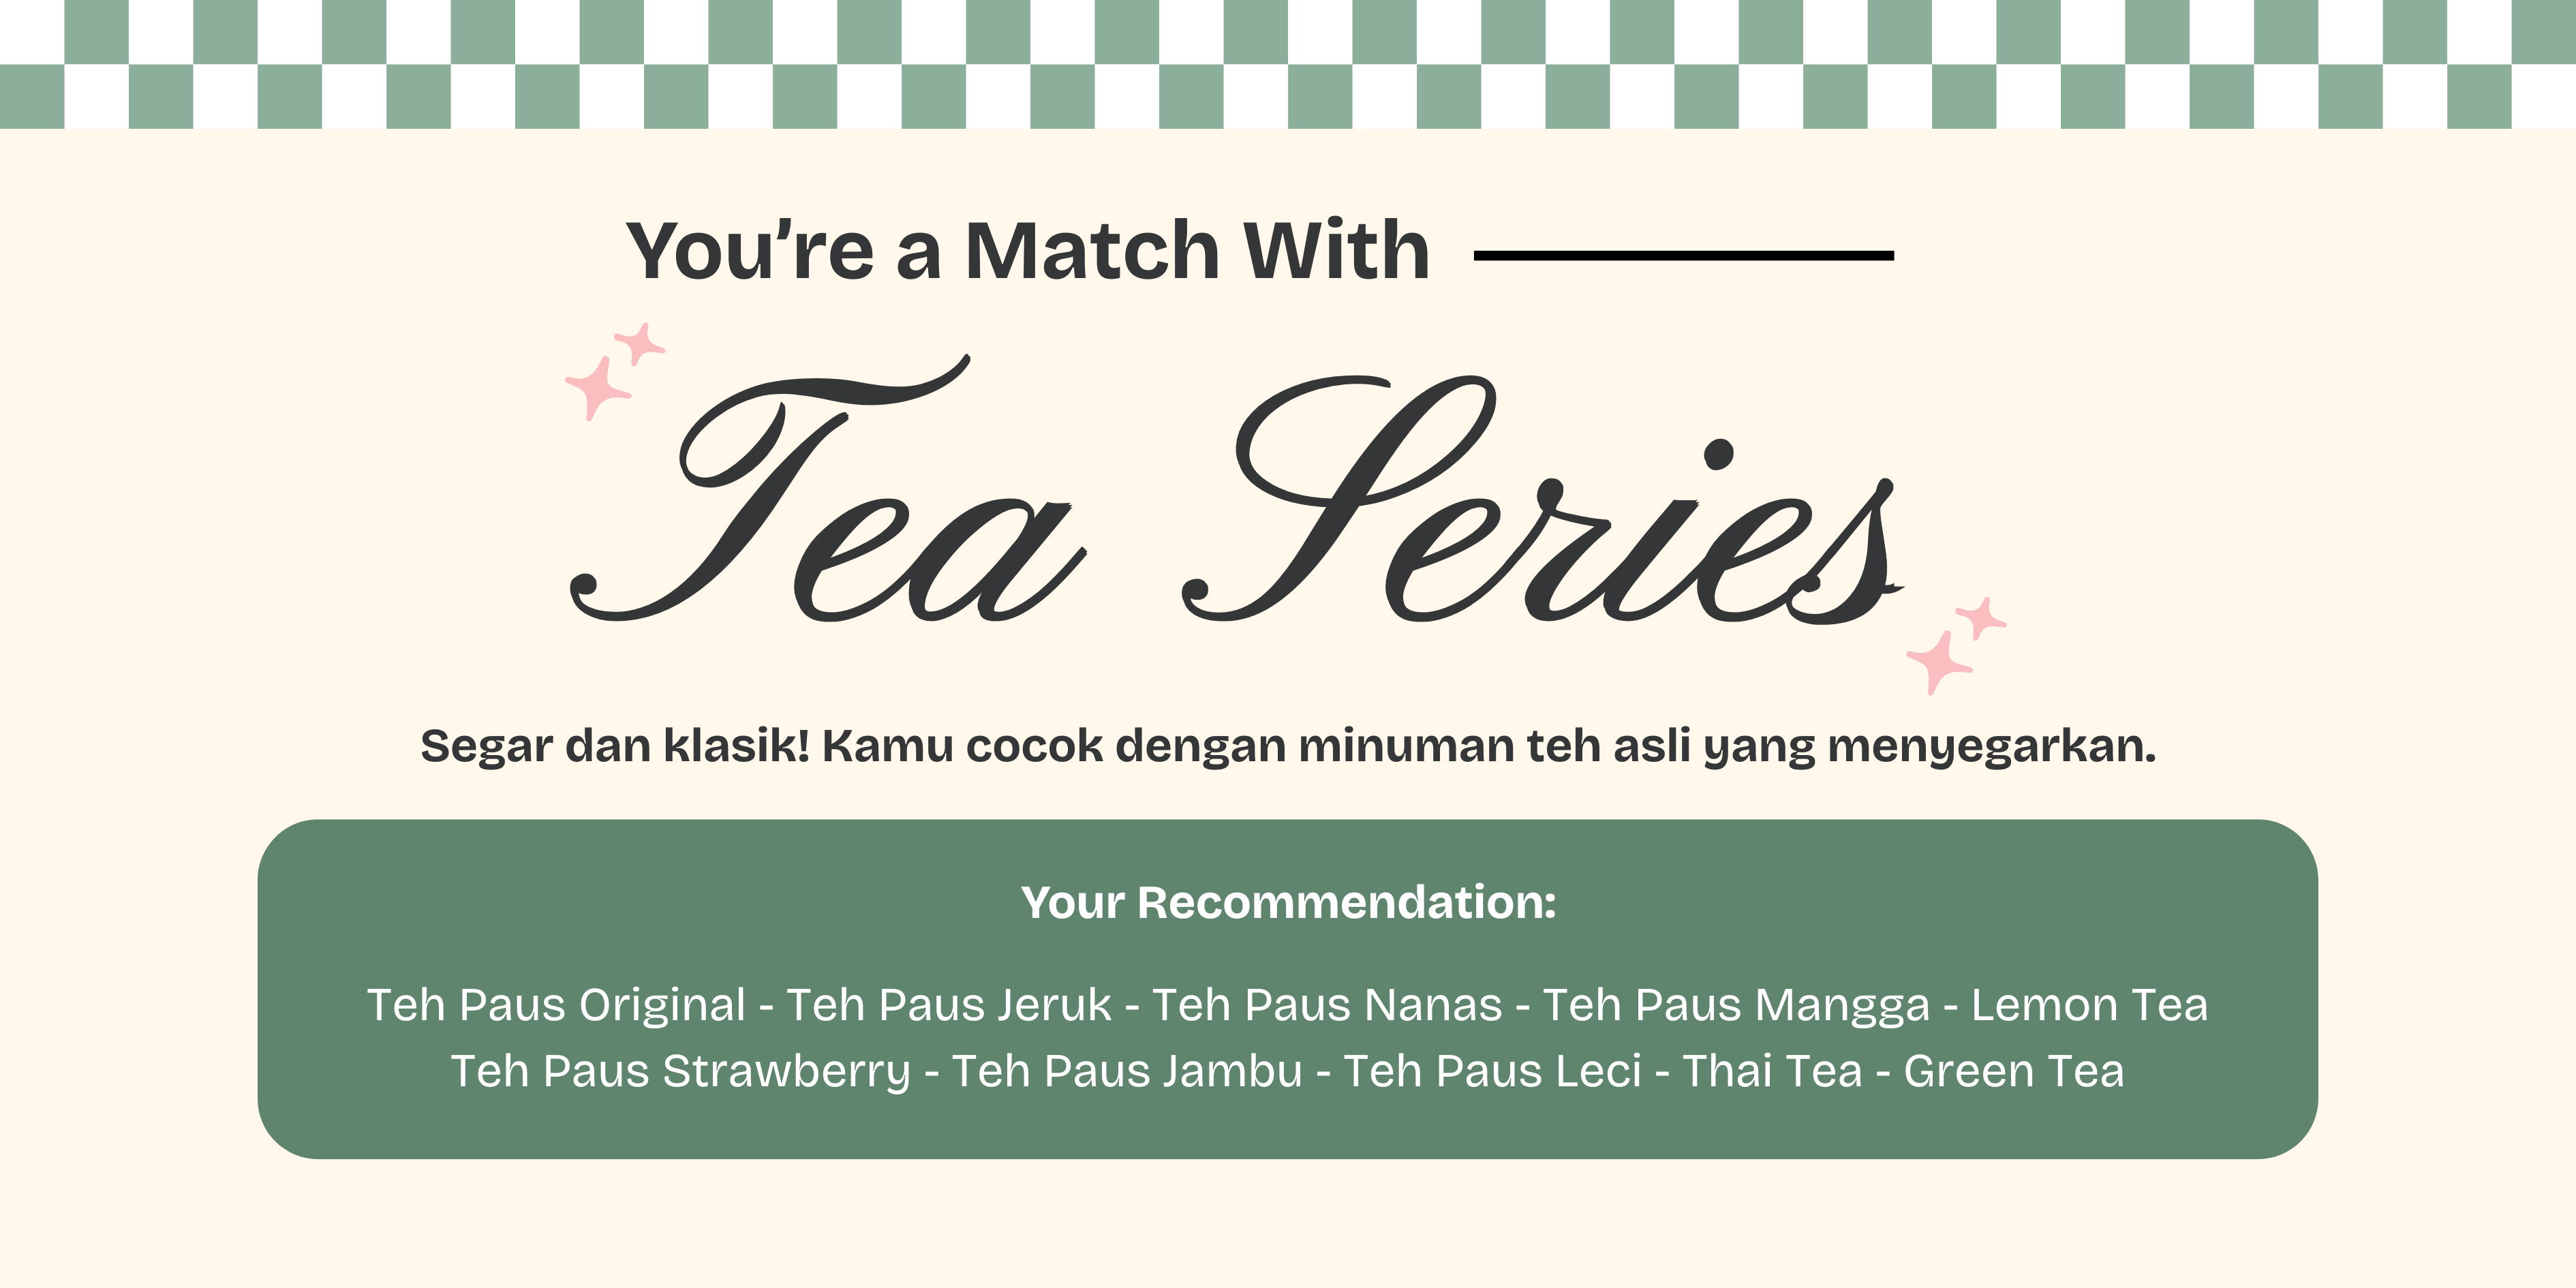 You're a Match With
Tea Series
Segar dan klasik! Kamu cocok dengan minuman teh asli yang menyegarkan.
Your Recommendation:
Teh Paus Original - Teh Paus Jeruk - Teh Paus Nanas - Teh Paus Mangga - Lemon Tea
Teh Paus Strawberry - Teh Paus Jambu - Teh Paus Leci - Thai Tea - Green Tea